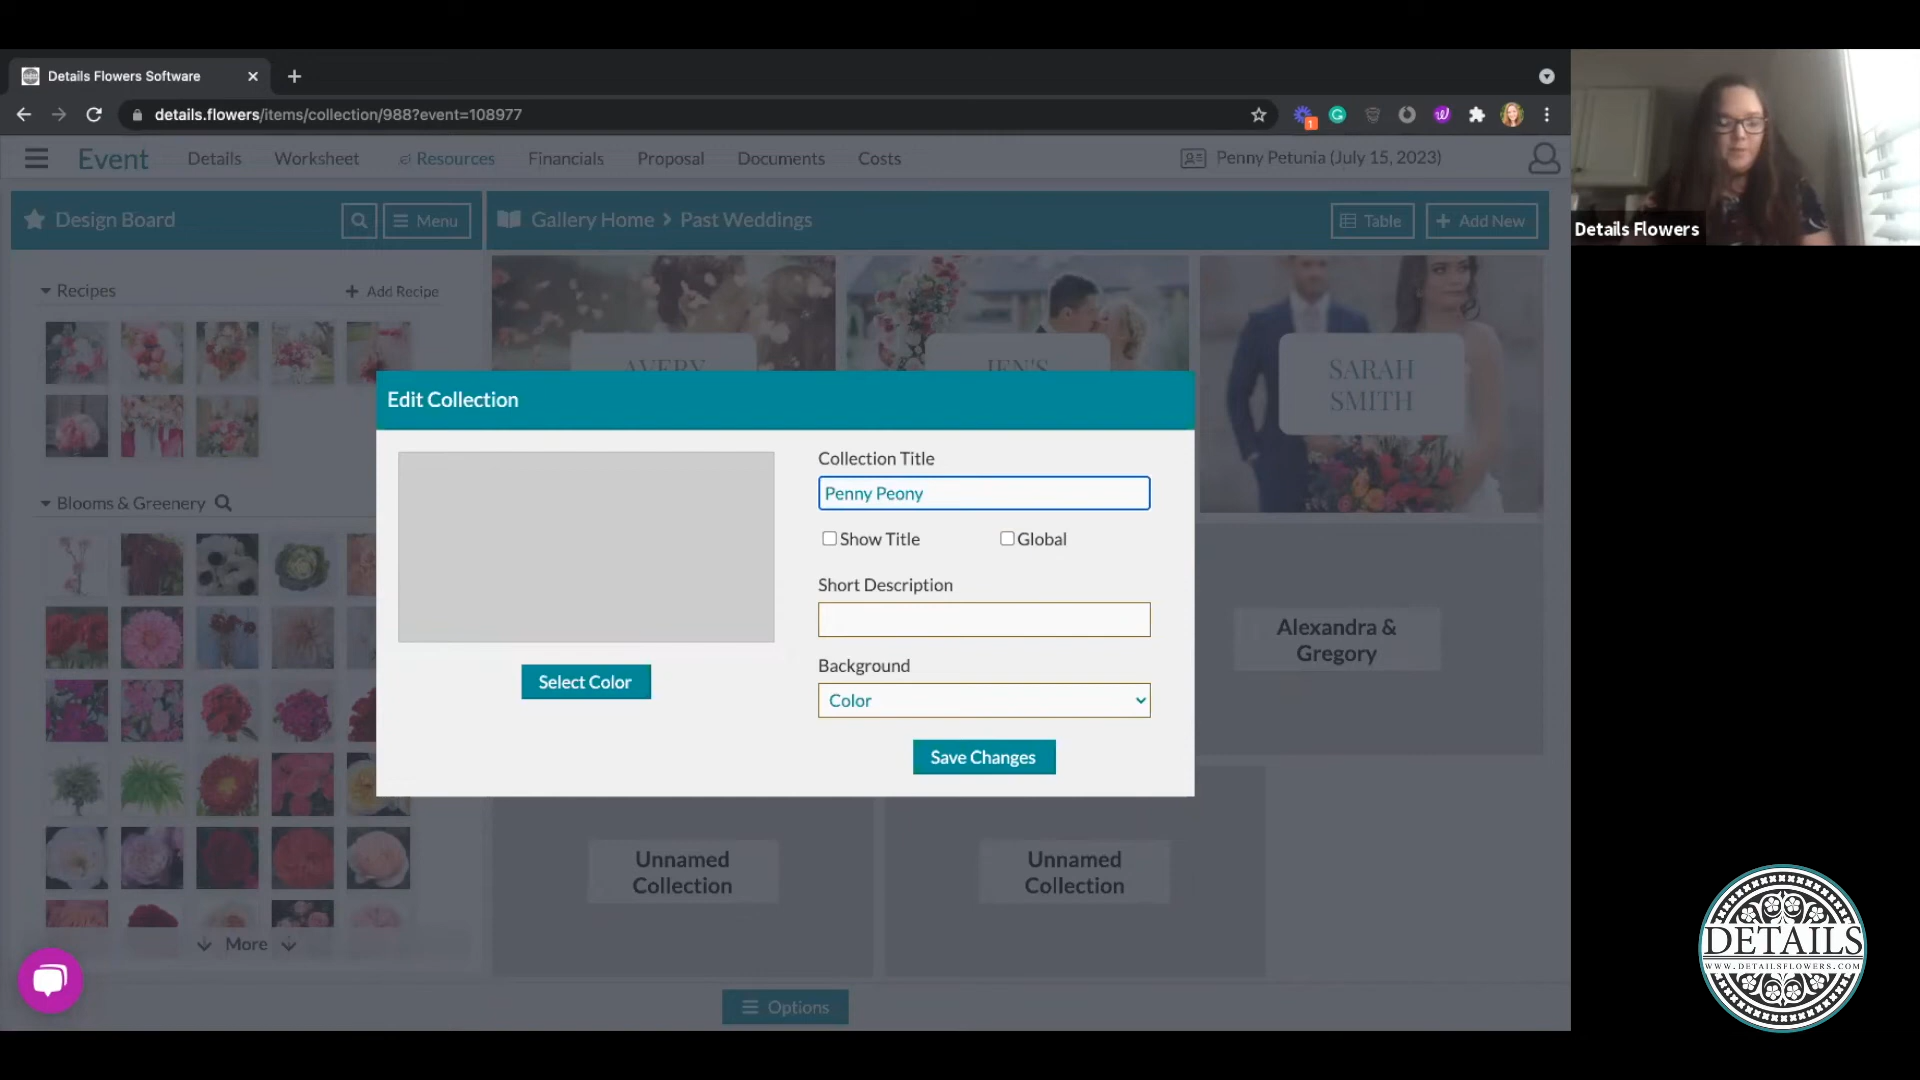 Details Flowers Software
details.flowers/items/collection/988?event=108977
1
Event
Details
Worksheet
Resources
Financials
Proposal
Documents
Costs
Penny Petunia (July 15, 2023)
Design Board
Menu
Gallery Home > Past Weddings
Table
+ Add New
Recipes
+ Add Recipe
AVERY
JEN'S
SARAH
SMITH
Edit Collection
Collection Title
Penny Peony
Show Title
Global
Short Description
Background
Color
Select Color
Save Changes
Blooms & Greenery
More
Alexandra &
Gregory
Unnamed
Collection
Unnamed
Collection
Options
Details Flowers
DETAILS
WWW.DETAILSFLOWERS.COM